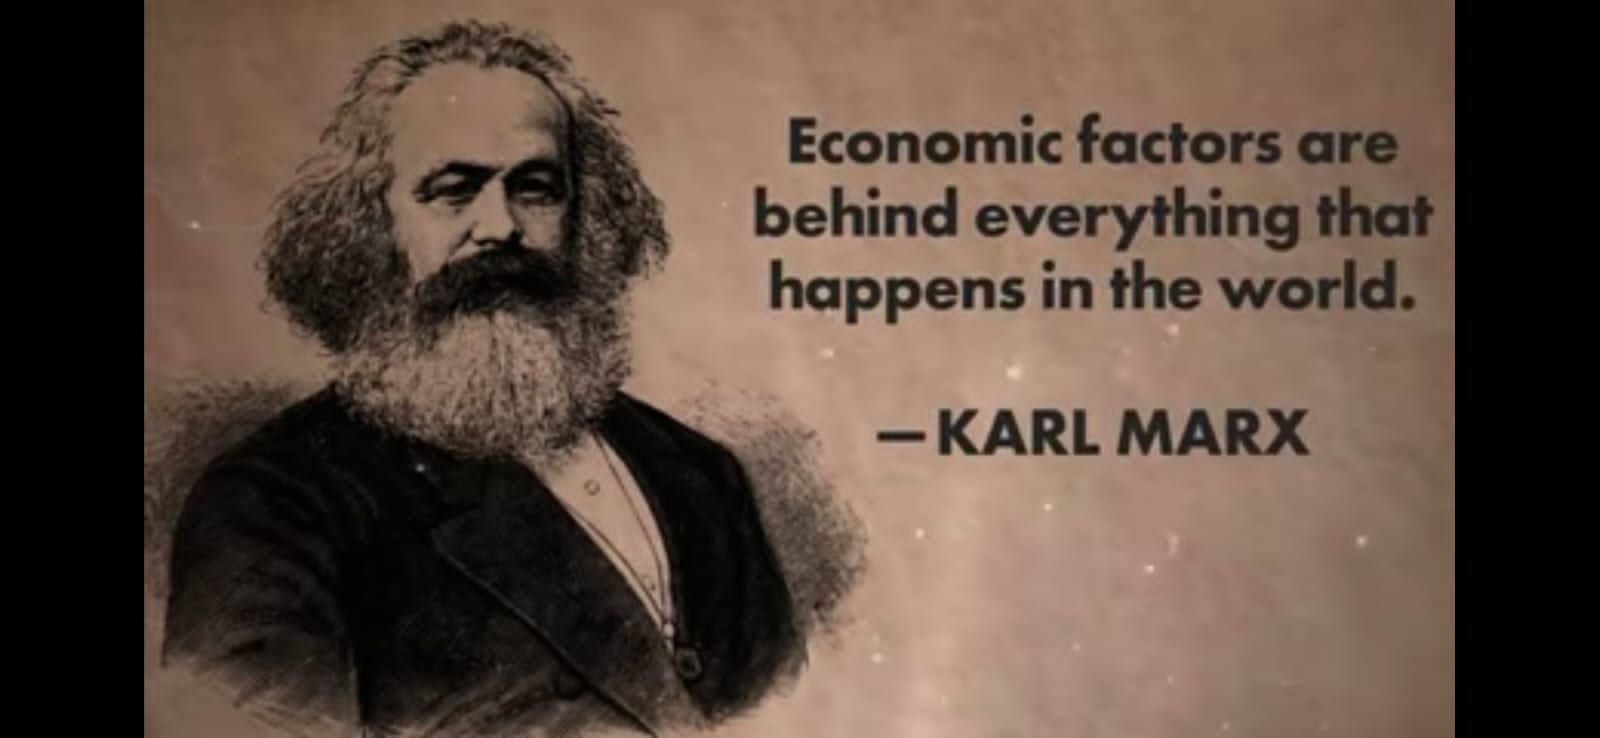 Economic factors are
behind everything that
happens in the world.
— KARL MARX